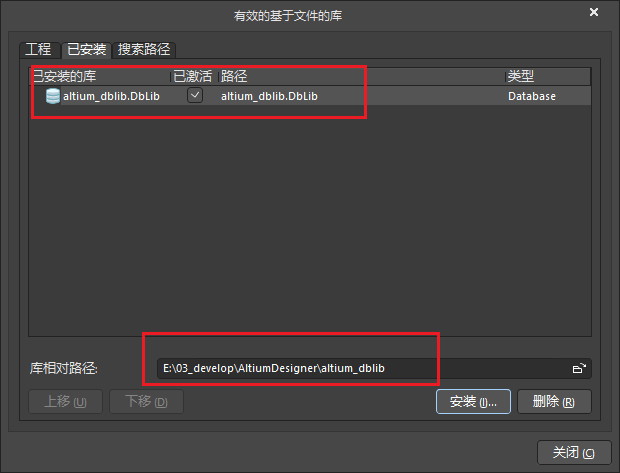 有效的基于文件的库
工程 已安装 搜索路径
已安装的库 已激活 路径 类型
altium_dblib.DbLib altium_dblib.DbLib Database
库相对路径: E:\03_develop\AltiumDesigner\altium_dblib
上移 (U) 下移 (D) 安装 (I)... 删除 (R)
关闭 (C)